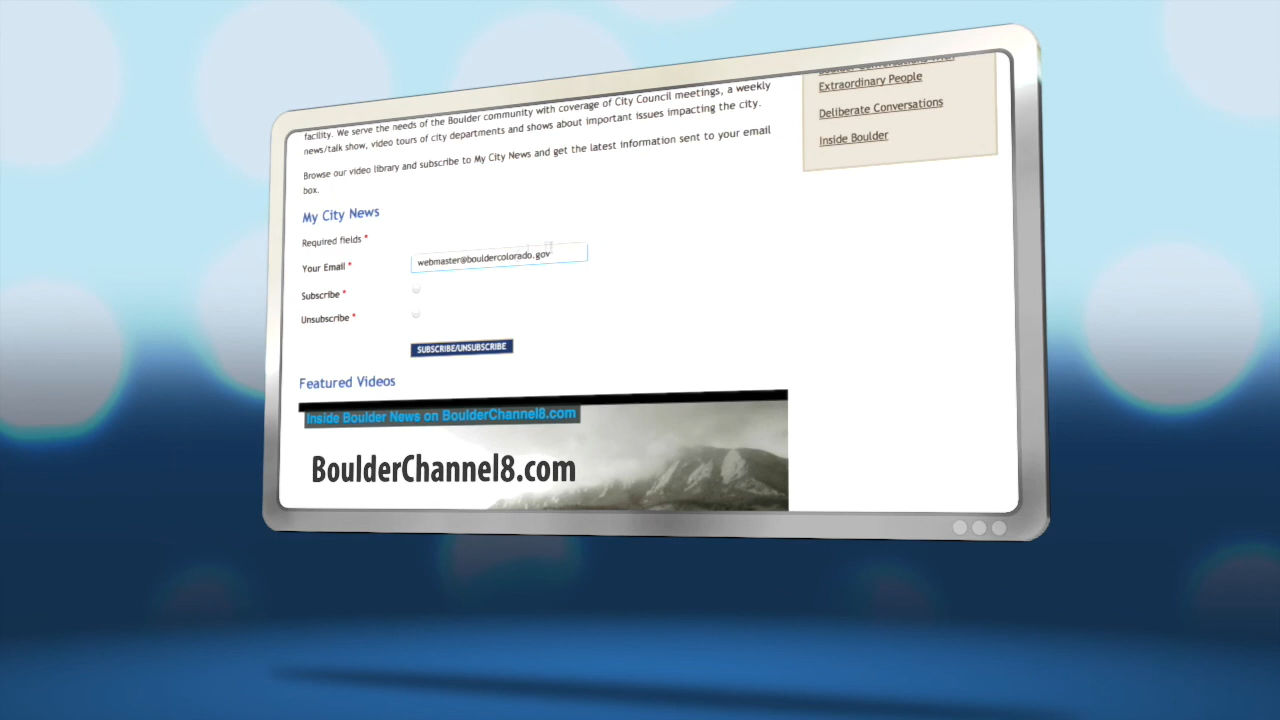 facility. We serve the needs of the Boulder community with coverage of City Council meetings, a weekly
news/talk show, video tours of city departments and shows about important issues impacting the city.
Browse our video library and subscribe to My City News and get the latest information sent to your email
box.
My City News
Required fields *
Your Email *
webmaster@bouldercolorado.gov
Subscribe *
Unsubscribe *
SUBSCRIBE/UNSUBSCRIBE
Featured Videos
Inside Boulder News on BoulderChannel8.com
BoulderChannel8.com
Extraordinary People
Deliberate Conversations
Inside Boulder